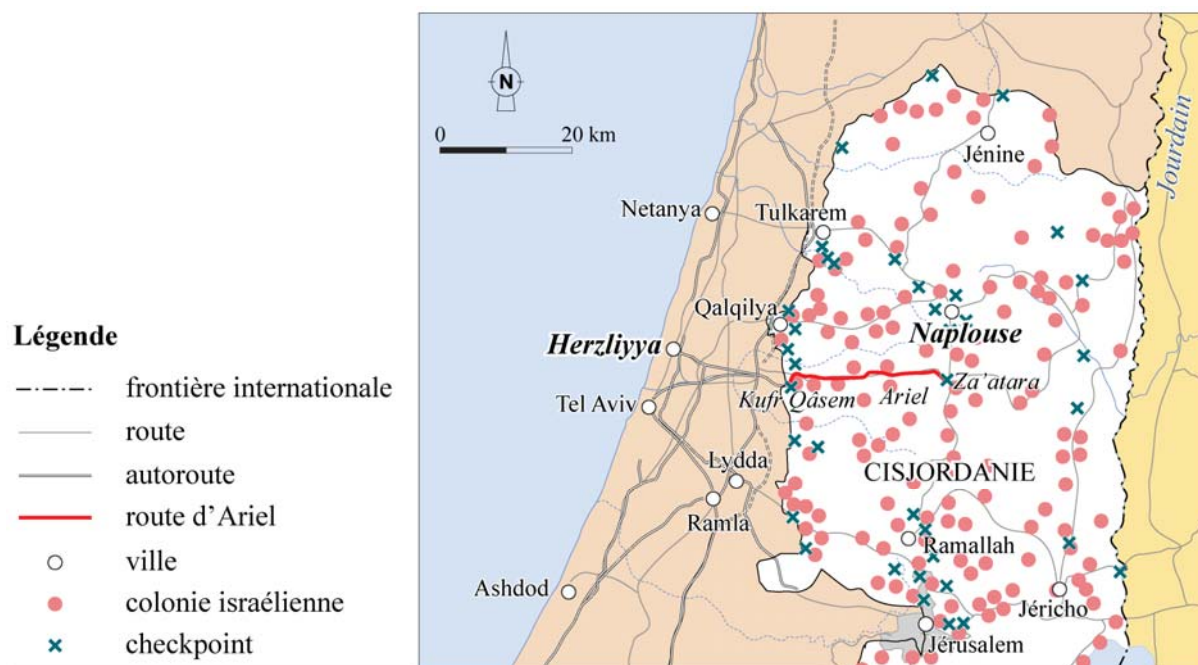 N
0 20 km
Jourdain
Jénine
Netanya
Tulkarem
Qalqilya
Herzliyya
Naplouse
Tel Aviv
Kufr Qâsem
Ariel
Za’atara
Lydda
CISJORDANIE
Ramla
Ramallah
Ashdod
Jéricho
Jérusalem
Légende
frontière internationale
route
autoroute
route d’Ariel
ville
colonie israélienne
checkpoint